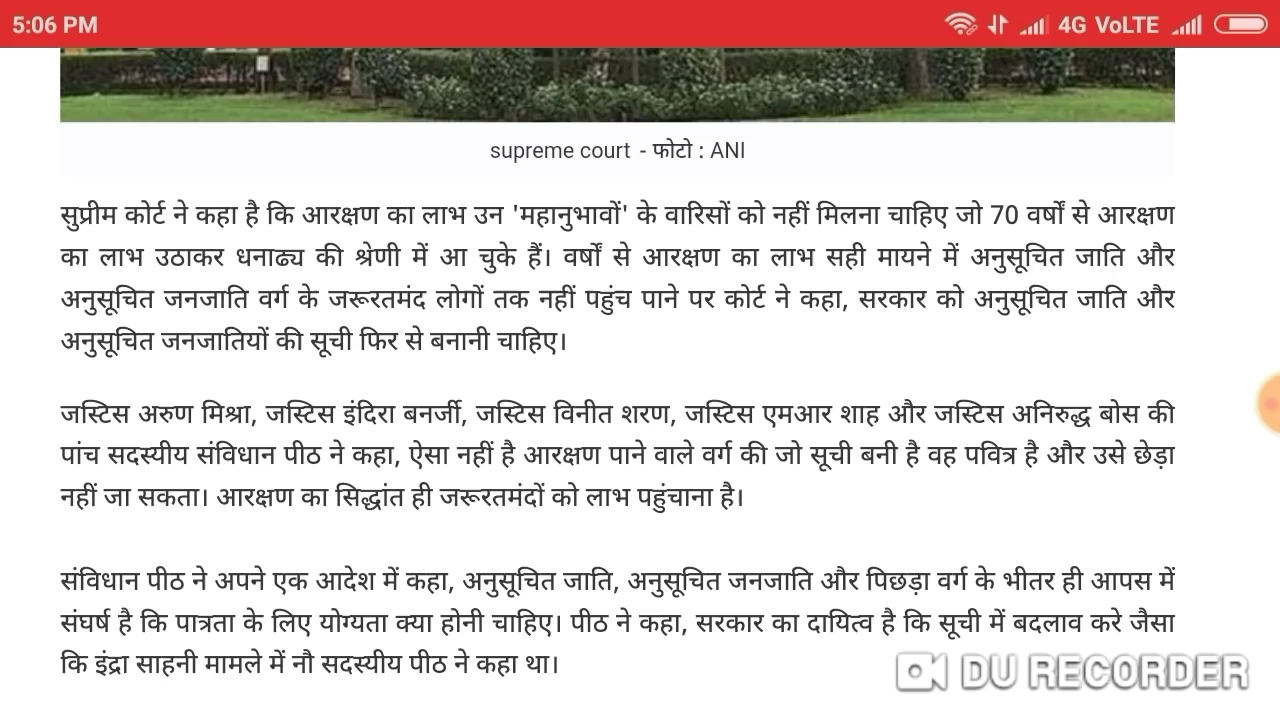 5:06 PM
4G VoLTE
supreme court - फोटो : ANI
सुप्रीम कोर्ट ने कहा है कि आरक्षण का लाभ उन 'महानुभावों' के वारिसों को नहीं मिलना चाहिए जो 70 वर्षों से आरक्षण
का लाभ उठाकर धनाढ्य की श्रेणी में आ चुके हैं। वर्षों से आरक्षण का लाभ सही मायने में अनुसूचित जाति और
अनुसूचित जनजाति वर्ग के जरूरतमंद लोगों तक नहीं पहुंच पाने पर कोर्ट ने कहा, सरकार को अनुसूचित जाति और
अनुसूचित जनजातियों की सूची फिर से बनानी चाहिए।
जस्टिस अरुण मिश्रा, जस्टिस इंदिरा बनर्जी, जस्टिस विनीत शरण, जस्टिस एमआर शाह और जस्टिस अनिरुद्ध बोस की
पांच सदस्यीय संविधान पीठ ने कहा, ऐसा नहीं है आरक्षण पाने वाले वर्ग की जो सूची बनी है वह पवित्र है और उसे छेड़ा
नहीं जा सकता। आरक्षण का सिद्धांत ही जरूरतमंदों को लाभ पहुंचाना है।
संविधान पीठ ने अपने एक आदेश में कहा, अनुसूचित जाति, अनुसूचित जनजाति और पिछड़ा वर्ग के भीतर ही आपस में
संघर्ष है कि पात्रता के लिए योग्यता क्या होनी चाहिए। पीठ ने कहा, सरकार का दायित्व है कि सूची में बदलाव करे जैसा
कि इंद्रा साहनी मामले में नौ सदस्यीय पीठ ने कहा था।
DU RECORDER